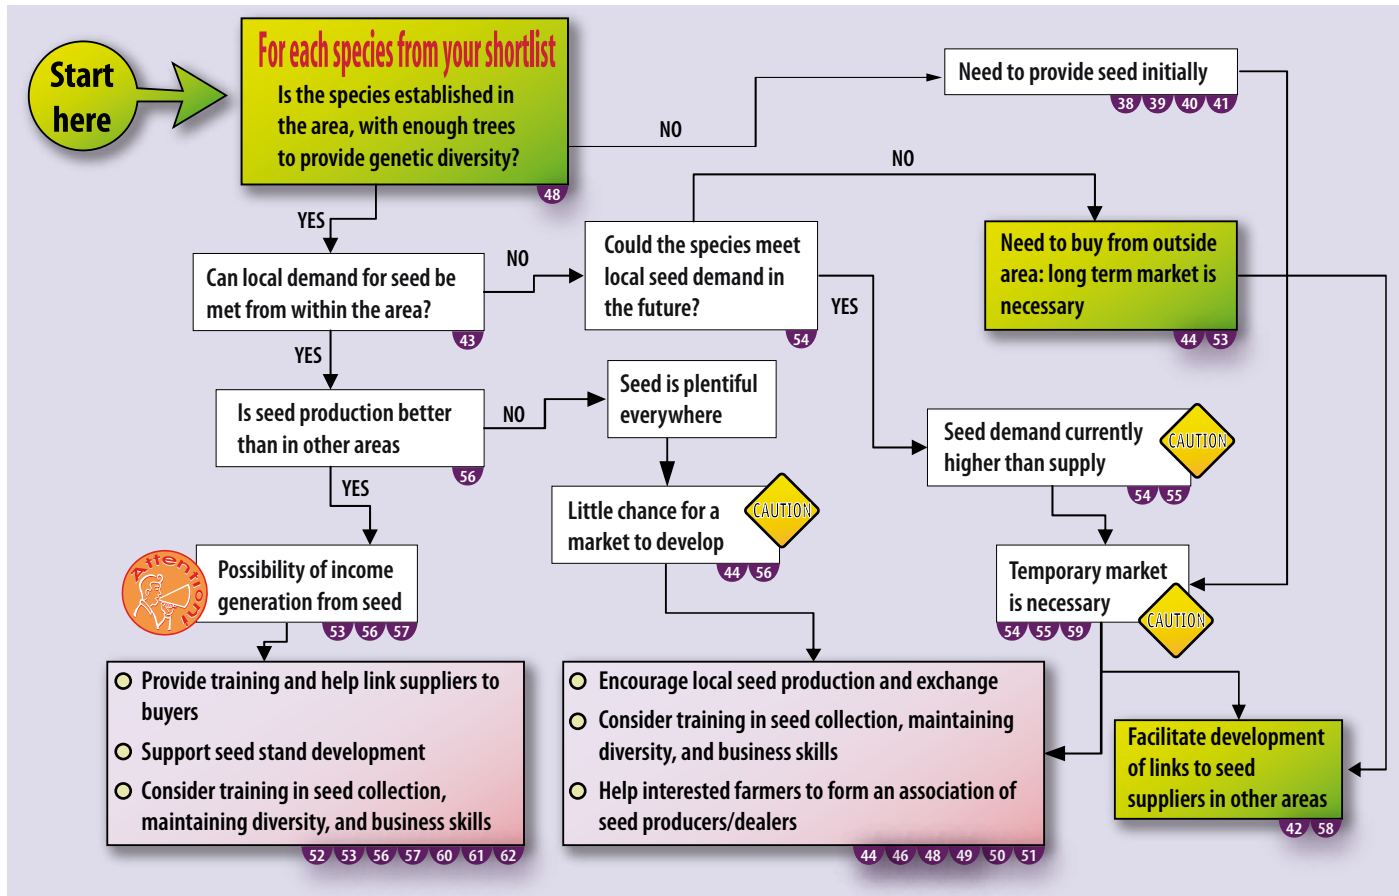 Start
here
For each species from your shortlist
Is the species established in
the area, with enough trees
to provide genetic diversity?
48
NO
Need to provide seed initially
38 39 40 41
YES
NO
Can local demand for seed be
met from within the area?
43
NO
Could the species meet
local seed demand in
the future?
54
YES
Need to buy from outside
area: long term market is
necessary
44 53
YES
Is seed production better
than in other areas
56
NO
Seed is plentiful
everywhere
Seed demand currently
higher than supply
CAUTION
54 55
YES
Little chance for a
market to develop
CAUTION
44 56
Attention!
Possibility of income
generation from seed
53 56 57
Temporary market
is necessary
CAUTION
54 55 59
Provide training and help link suppliers to
buyers
Support seed stand development
Consider training in seed collection,
maintaining diversity, and business skills
52 53 56 57 60 61 62
Encourage local seed production and exchange
Consider training in seed collection, maintaining
diversity, and business skills
Help interested farmers to form an association of
seed producers/dealers
44 46 48 49 50 51
Facilitate development
of links to seed
suppliers in other areas
42 58